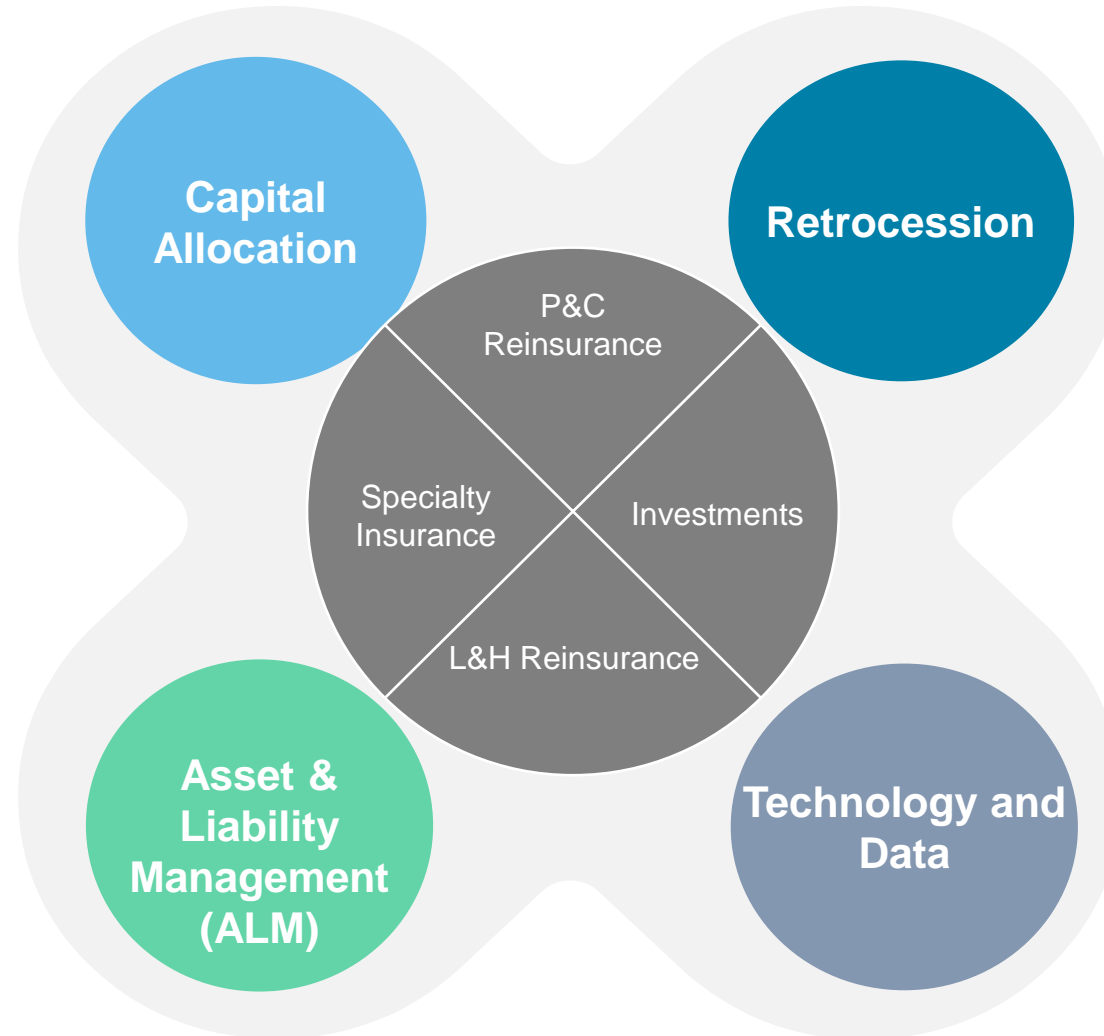 Capital
Allocation
Retrocession
P&C
Reinsurance
Specialty
Insurance
Investments
L&H Reinsurance
Asset &
Liability
Management
(ALM)
Technology and
Data